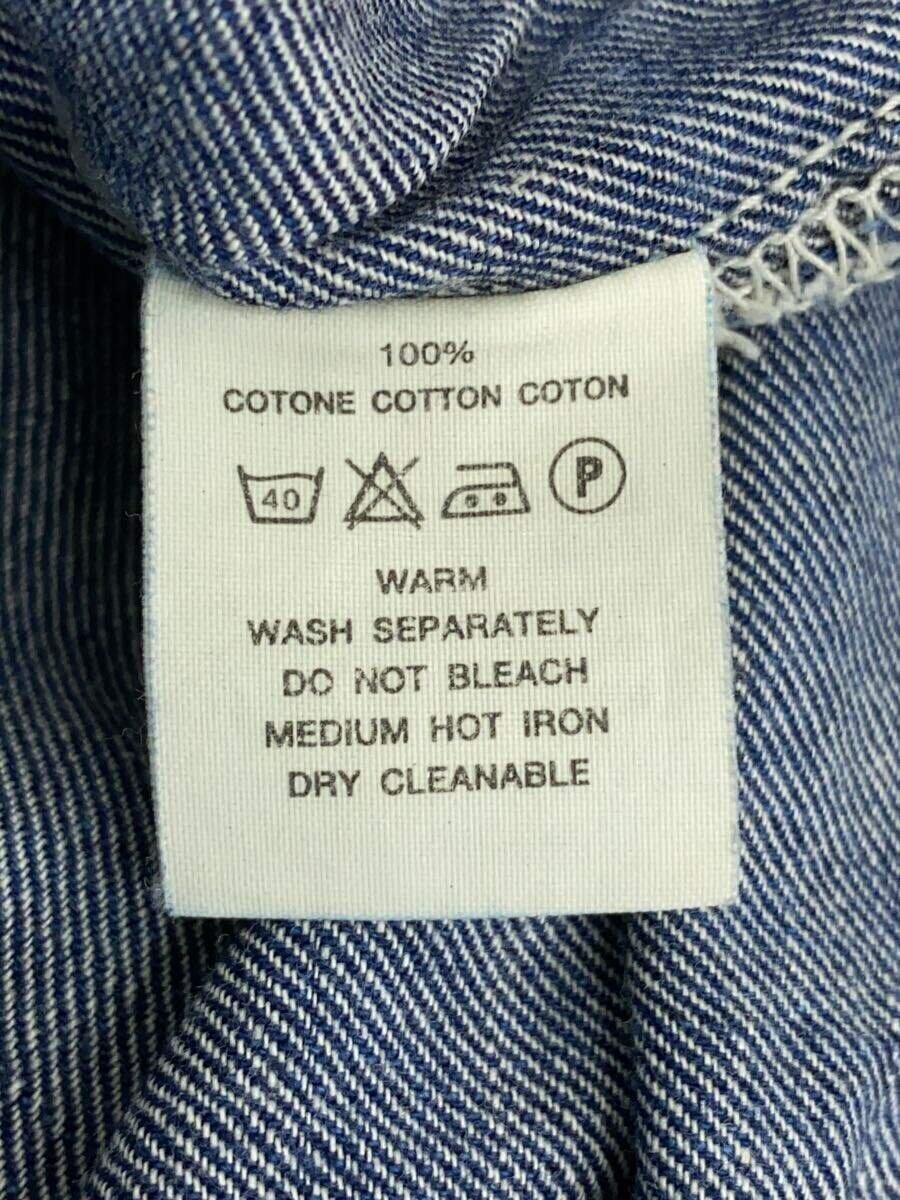 100%
COTONE COTTON COTON
40 P
WARM
WASH SEPARATELY
DO NOT BLEACH
MEDIUM HOT IRON
DRY CLEANABLE